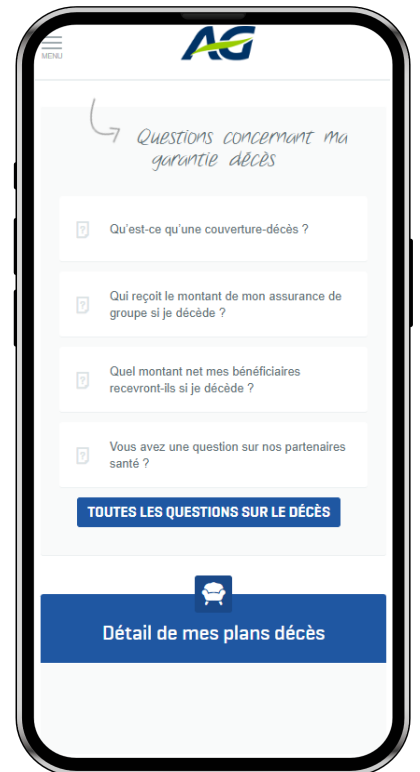 MENU
AG
Questions concernant ma
garantie décès
Qu'est-ce qu'une couverture-décès ?
Qui reçoit le montant de mon assurance de
groupe si je décède ?
Quel montant net mes bénéficiaires
recevront-ils si je décède ?
Vous avez une question sur nos partenaires
santé ?
TOUTES LES QUESTIONS SUR LE DÉCÈS
Détail de mes plans décès